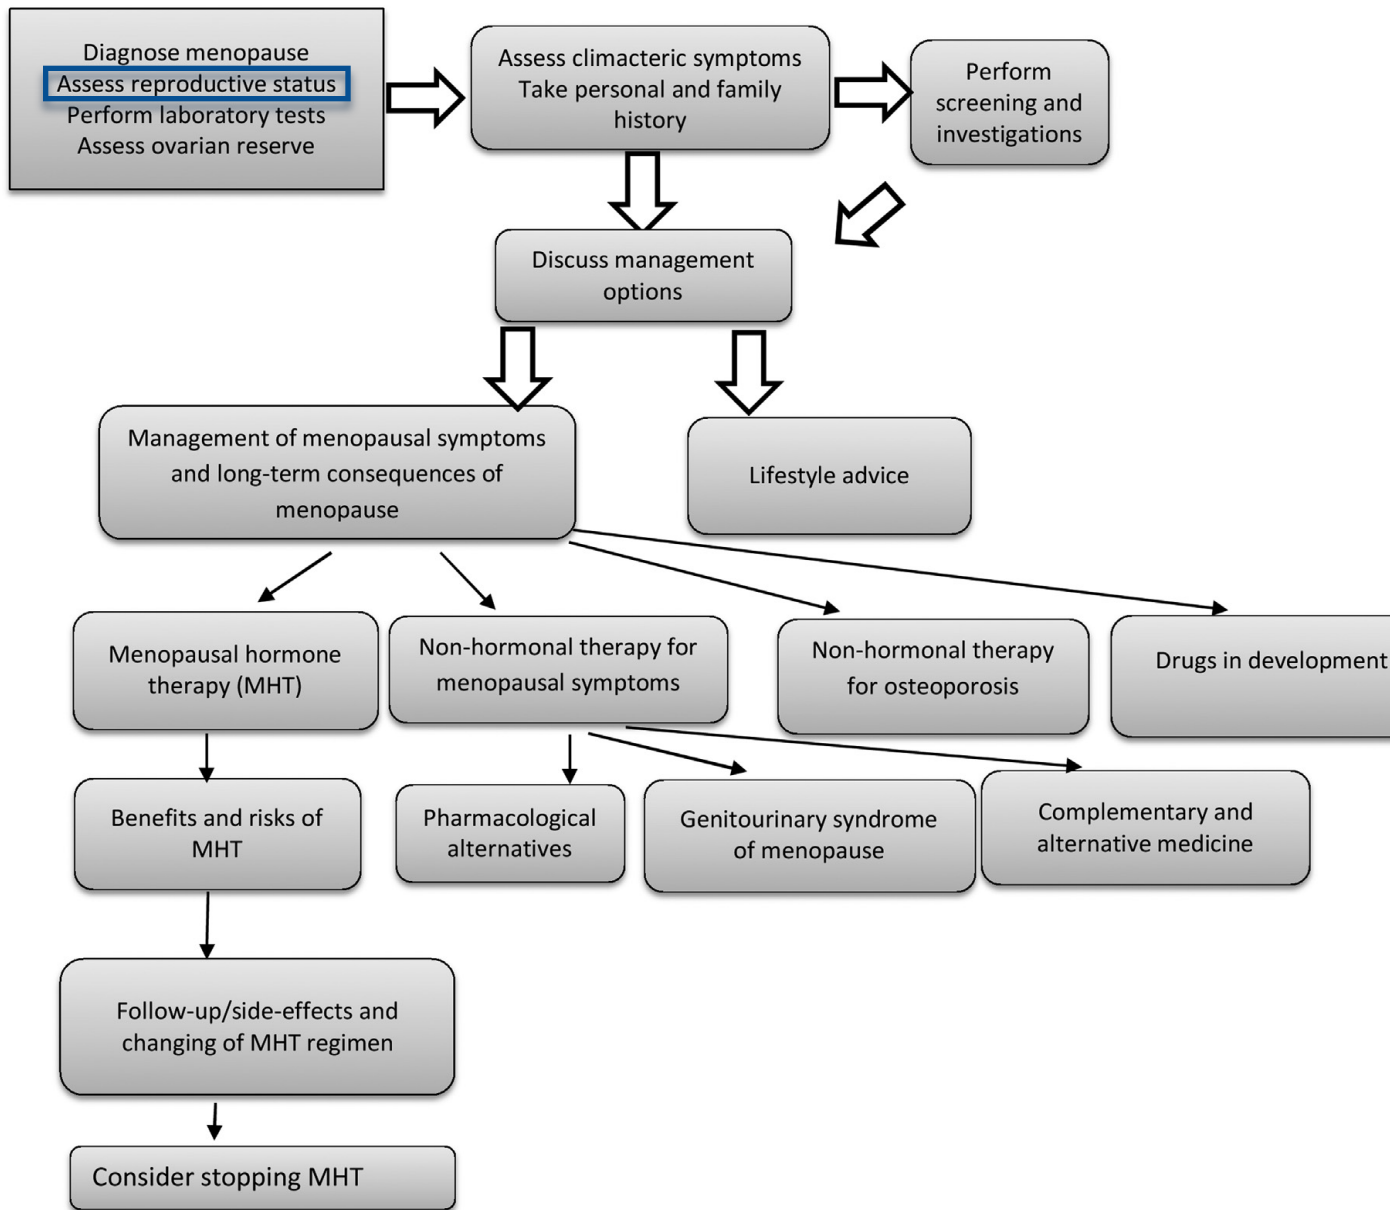 Diagnose menopause
Assess reproductive status
Perform laboratory tests
Assess ovarian reserve
Assess climacteric symptoms
Take personal and family
history
Perform
screening and
investigations
Discuss management
options
Management of menopausal symptoms
and long-term consequences of
menopause
Lifestyle advice
Menopausal hormone
therapy (MHT)
Non-hormonal therapy for
menopausal symptoms
Non-hormonal therapy
for osteoporosis
Drugs in development
Benefits and risks of
MHT
Pharmacological
alternatives
Genitourinary syndrome
of menopause
Complementary and
alternative medicine
Follow-up/side-effects and
changing of MHT regimen
Consider stopping MHT